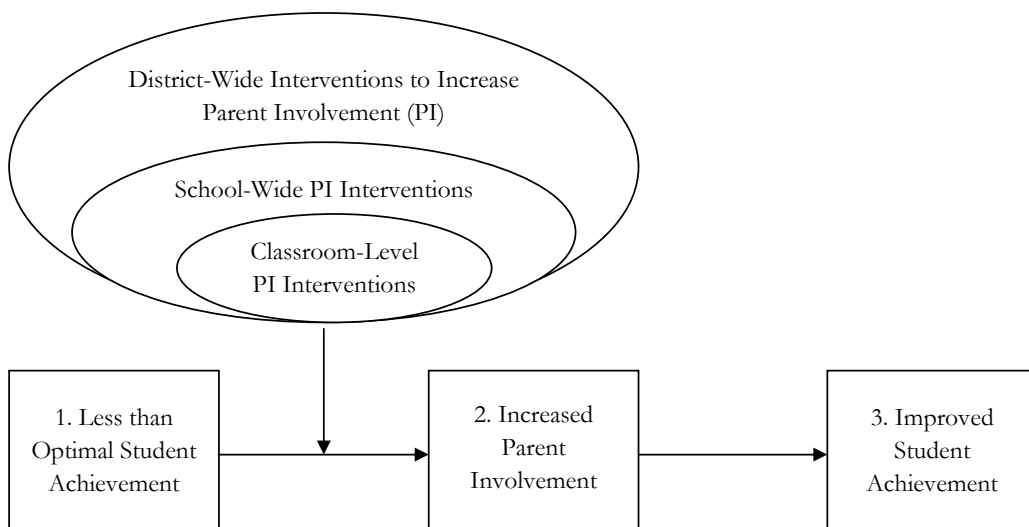 District-Wide Interventions to Increase
Parent Involvement (PI)
School-Wide PI Interventions
Classroom-Level
PI Interventions
1. Less than
Optimal Student
Achievement
2. Increased
Parent
Involvement
3. Improved
Student
Achievement